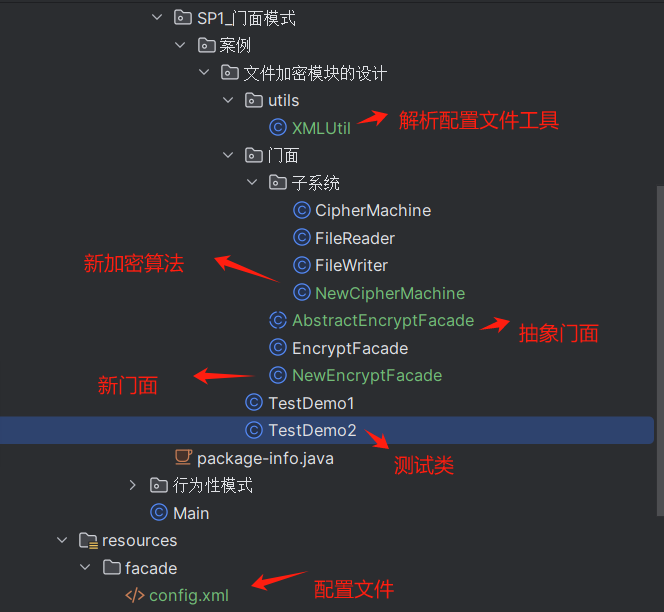 SP1_门面模式
案例
文件加密模块的设计
utils
XMLUtil 解析配置文件工具
门面
子系统
CipherMachine
FileReader
新加密算法 FileWriter
NewCipherMachine
AbstractEncryptFacade 抽象门面
EncryptFacade
新门面 NewEncryptFacade
TestDemo1
TestDemo2
测试类
package-info.java
行为性模式
Main
resources
facade
config.xml 配置文件